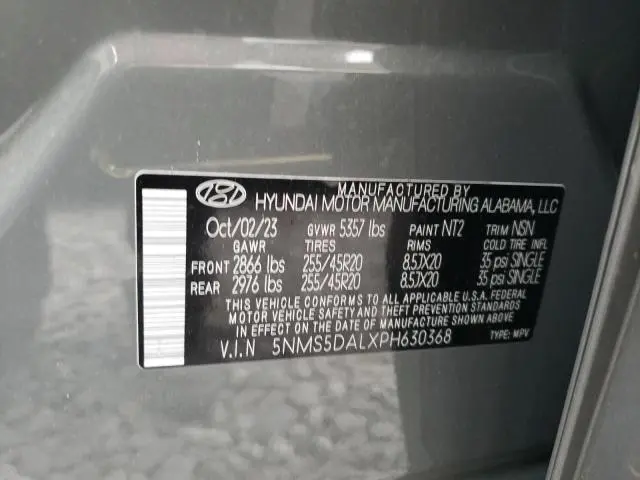 MANUFACTURED BY
HYUNDAI MOTOR MANUFACTURING ALABAMA, LLC
Oct/02/23 GVWR 5357 lbs PAINT NT2 TRIM NSN
GAWR TIRES RIMS COLD TIRE INFL
FRONT 2866 lbs 255/45R20 8.5JX20 35 psi SINGLE
REAR 2976 lbs 255/45R20 8.5JX20 35 psi SINGLE
THIS VEHICLE CONFORMS TO ALL APPLICABLE U.S.A. FEDERAL
MOTOR VEHICLE SAFETY AND THEFT PREVENTION STANDARDS
IN EFFECT ON THE DATE OF MANUFACTURE SHOWN ABOVE.
V.I.N 5NMS5DALXPH630368 TYPE: MPV